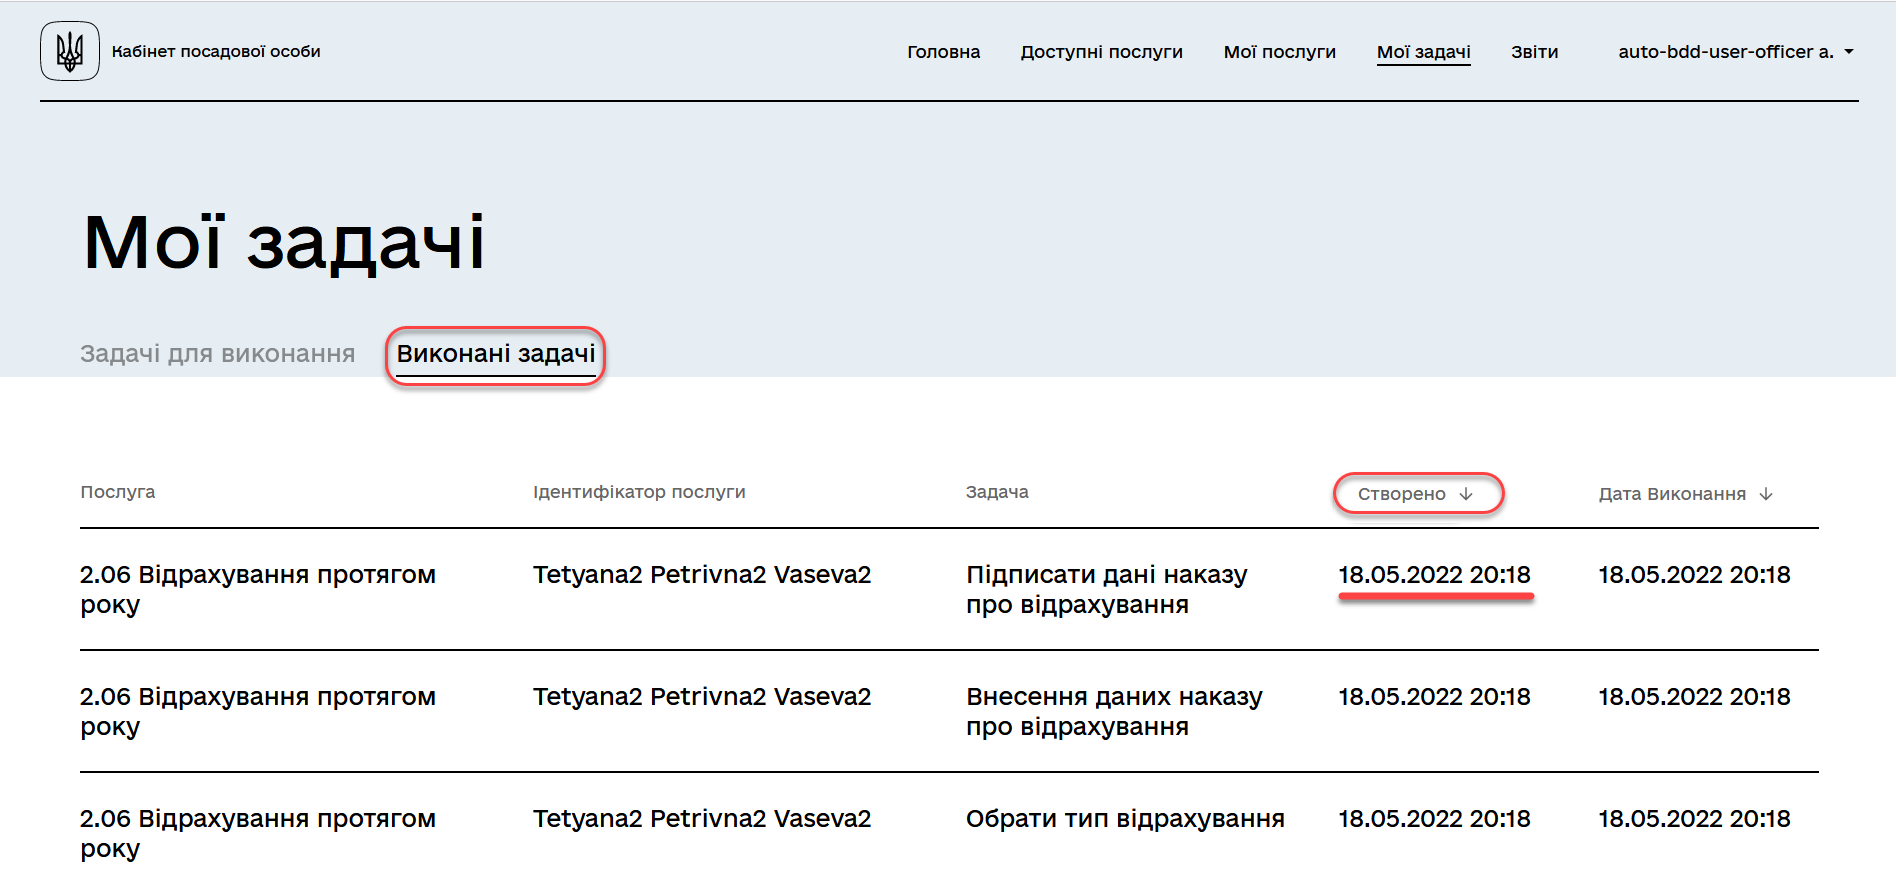 Кабінет посадової особи
Головна Доступні послуги Мої послуги Мої задачі Звіти auto-bdd-user-officer a.
Мої задачі
Задачі для виконання Виконані задачі
Послуга Ідентифікатор послуги Задача Створено ↓ Дата Виконання ↓
2.06 Відрахування протягом Tetyana2 Petrivna2 Vaseva2 Підписати дані наказу 18.05.2022 20:18 18.05.2022 20:18
року про відрахування
2.06 Відрахування протягом Tetyana2 Petrivna2 Vaseva2 Внесення даних наказу 18.05.2022 20:18 18.05.2022 20:18
року про відрахування
2.06 Відрахування протягом Tetyana2 Petrivna2 Vaseva2 Обрати тип відрахування 18.05.2022 20:18 18.05.2022 20:18
року